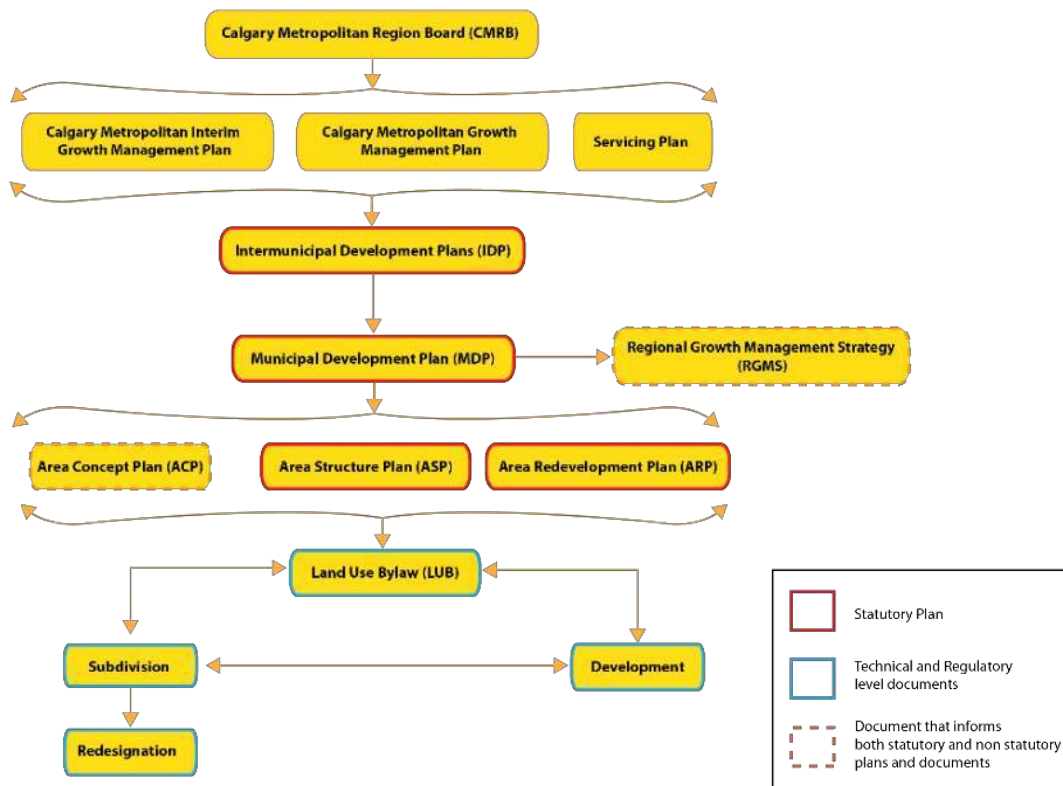 Calgary Metropolitan Region Board (CMRB)
Calgary Metropolitan Interim
Growth Management Plan
Calgary Metropolitan Growth
Management Plan
Servicing Plan
Intermunicipal Development Plans (IDP)
Municipal Development Plan (MDP)
Regional Growth Management Strategy
(RGMS)
Area Concept Plan (ACP)
Area Structure Plan (ASP)
Area Redevelopment Plan (ARP)
Land Use Bylaw (LUB)
Subdivision
Development
Redesignation
Statutory Plan
Technical and Regulatory
level documents
Document that informs
both statutory and non statutory
plans and documents